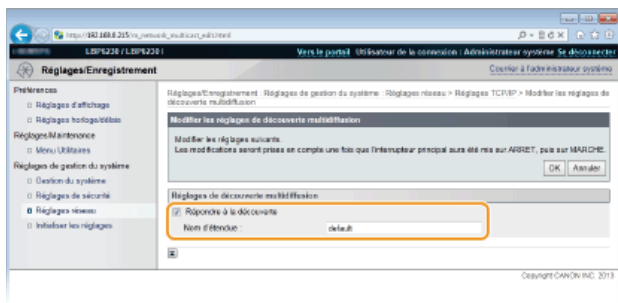 http://192.168.0.215/m_network_multicast_edit.html
LBP6230 / LBP6230
Vers le portail Utilisateur de la connexion : Administrateur système Se déconnecter
Réglages/Enregistrement
Courrier à l'administrateur système
Préférences
Réglages d'affichage
Réglages horloge/délais
Réglages/Maintenance
Menu Utilitaires
Réglages de gestion du système
Gestion du système
Réglages de sécurité
Réglages réseau
Initialiser les réglages
Réglages/Enregistrement : Réglages de gestion du système : Réglages réseau > Réglages TCP/IP > Modifier les réglages de
découverte multidiffusion
Modifier les réglages de découverte multidiffusion
Modifier les réglages suivants.
Les modifications seront prises en compte une fois que l'interrupteur principal aura été mis sur ARRET, puis sur MARCHE.
OK Annuler
Réglages de découverte multidiffusion
Répondre à la découverte
Nom d'étendue :
default
Copyright CANON INC. 2013